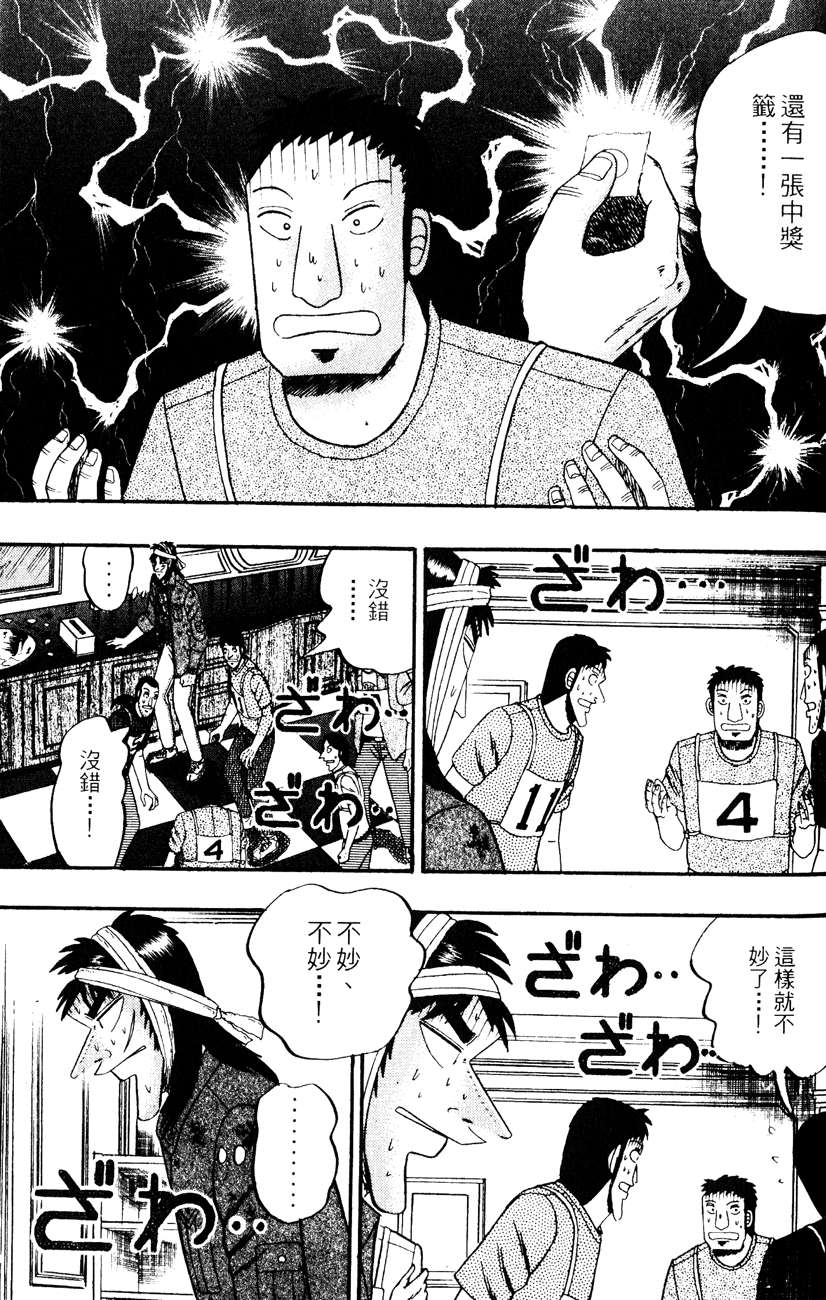 還有一張中獎
籤……！
ざわ…
11
4
沒錯
……
…
ざわ‥
ざわ
沒錯…！
4
這樣就不
妙了…！
ざわ‥
ざわ‥
不妙、
不妙…！
……
ざわ‥